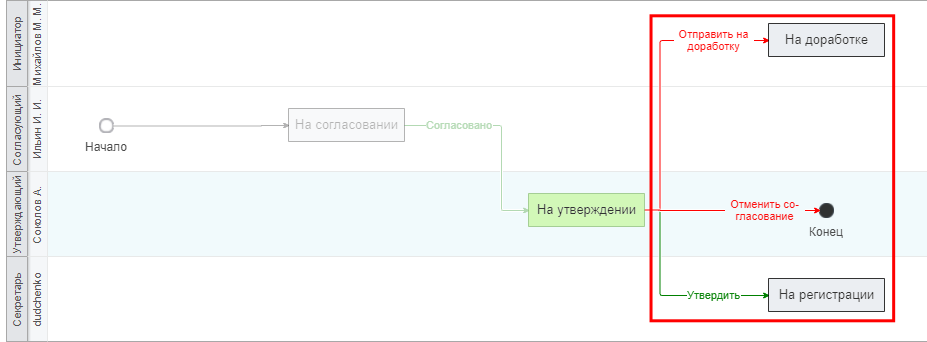 Инициатор
Михайлов М. М.
Отправить на
доработку
На доработке
Согласующий
Ильин И. И.
Начало
На согласовании
Согласовано
Утверждающий
Соколов А.
На утверждении
Отменить со-
гласование
Конец
Секретарь
dudchenko
Утвердить
На регистрации